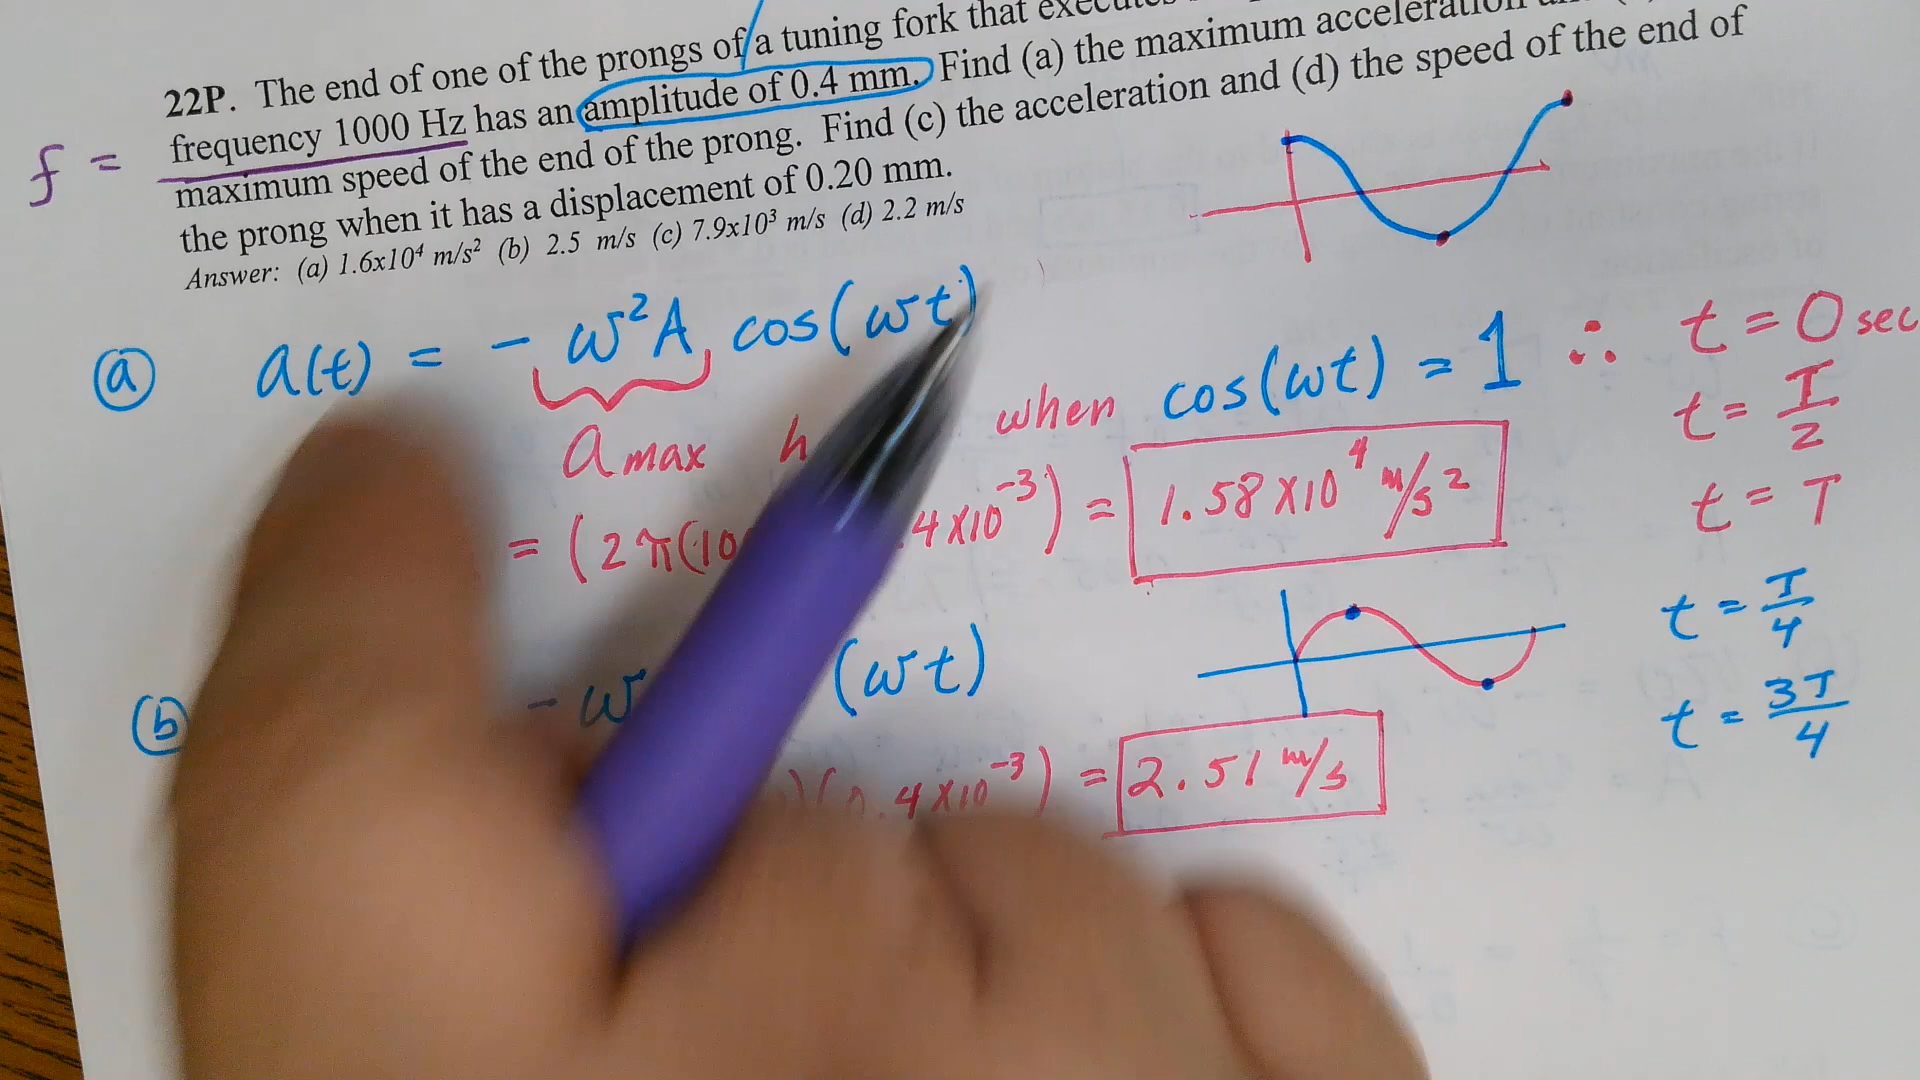 22P. The end of one of the prongs of a tuning fork that
frequency 1000 Hz has an amplitude of 0.4 mm. Find (a) the maximum acceleration
maximum speed of the end of the prong. Find (c) the acceleration and (d) the speed of the end of
the prong when it has a displacement of 0.20 mm.
Answer: (a) 1.6x10⁴ m/s² (b) 2.5 m/s (c) 7.9x10³ m/s (d) 2.2 m/s
f =
(a) a(t) = - ω²A cos(ωt)
a max h when cos(ωt) = 1 ∴ t = 0 sec
t = T/2
= (2π(10 .4x10⁻³) = 1.58x10⁴ m/s²
t = T
(b) - ω (ωt)
t = T/4
)( .4x10⁻³) = 2.51 m/s
t = 3T/4